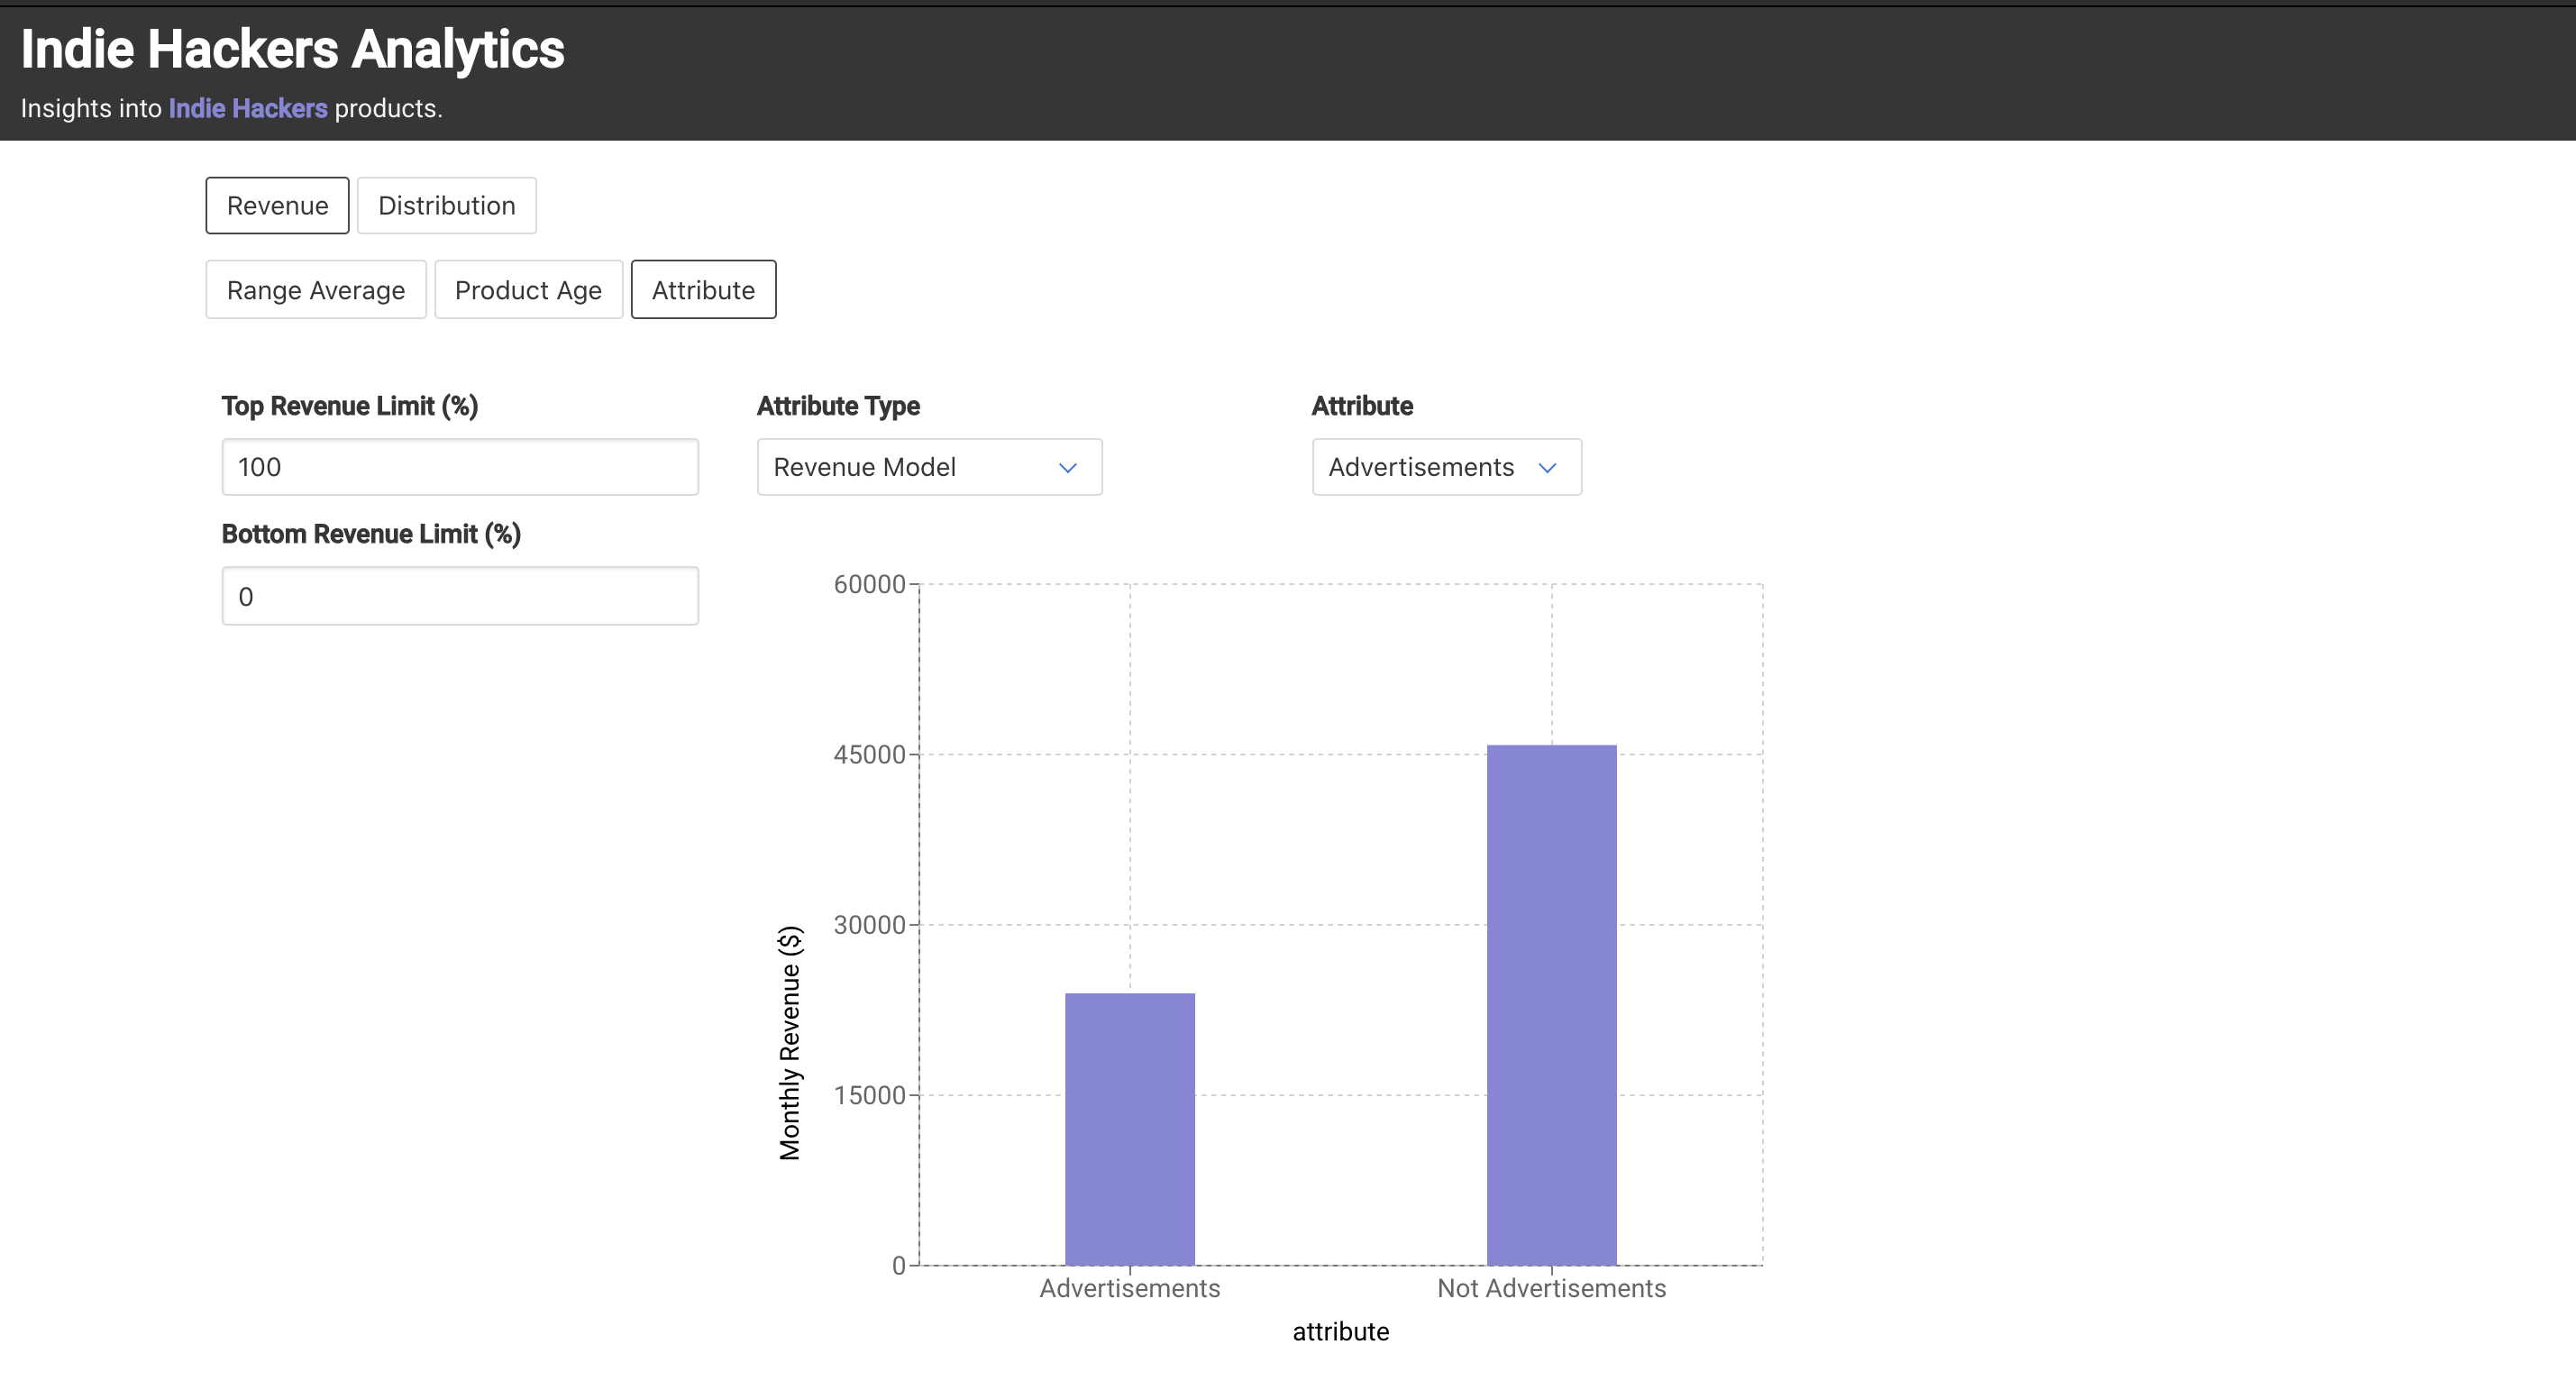 Indie Hackers Analytics
Insights into Indie Hackers products.
Revenue Distribution
Range Average Product Age Attribute
Top Revenue Limit (%) Attribute Type Attribute
100 Revenue Model Advertisements
Bottom Revenue Limit (%)
0
60000
45000
30000
15000
0
Monthly Revenue ($)
Advertisements Not Advertisements
attribute